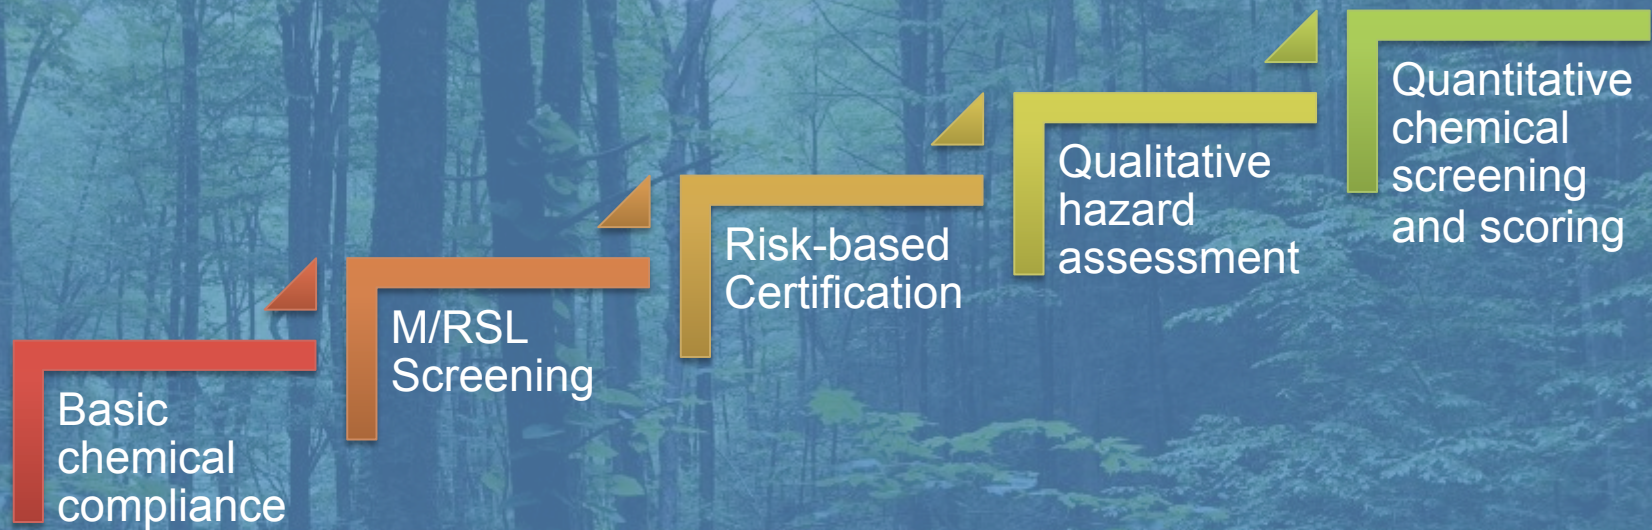 Basic
chemical
compliance
M/RSL
Screening
Risk-based
Certification
Qualitative
hazard
assessment
Quantitative
chemical
screening
and scoring